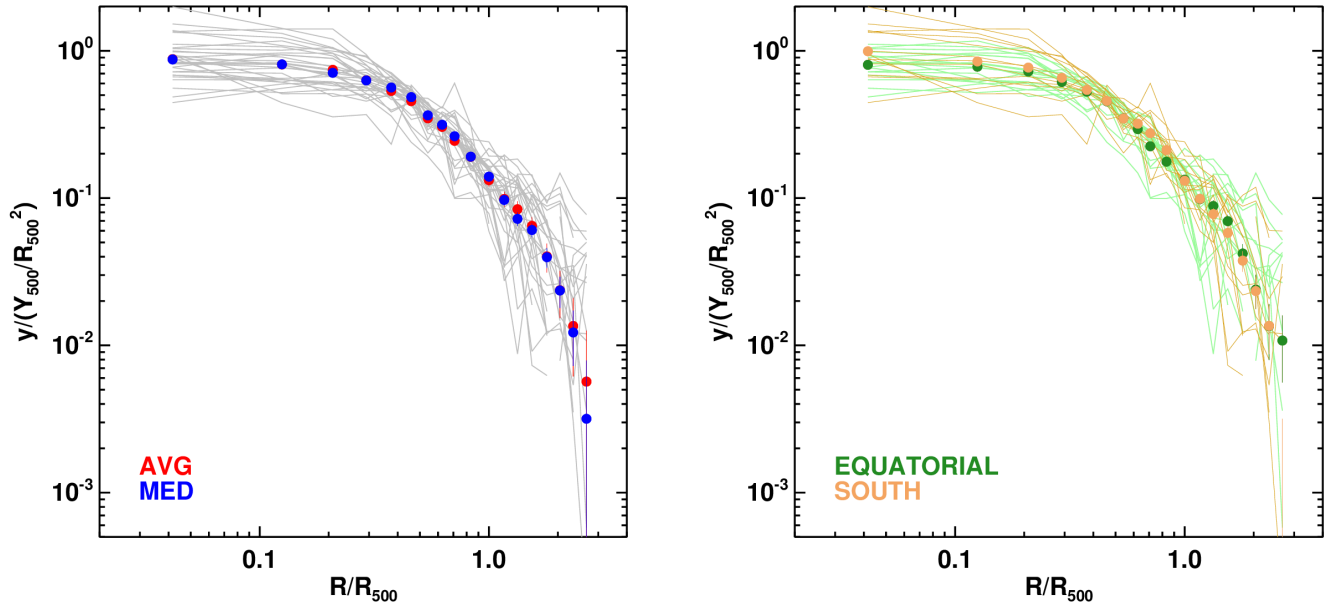 10⁰
10⁻¹
10⁻²
10⁻³
y/(Y₅₀₀/R₅₀₀²)
AVG
MED
0.1
1.0
R/R₅₀₀
10⁰
10⁻¹
10⁻²
10⁻³
y/(Y₅₀₀/R₅₀₀²)
EQUATORIAL
SOUTH
0.1
1.0
R/R₅₀₀